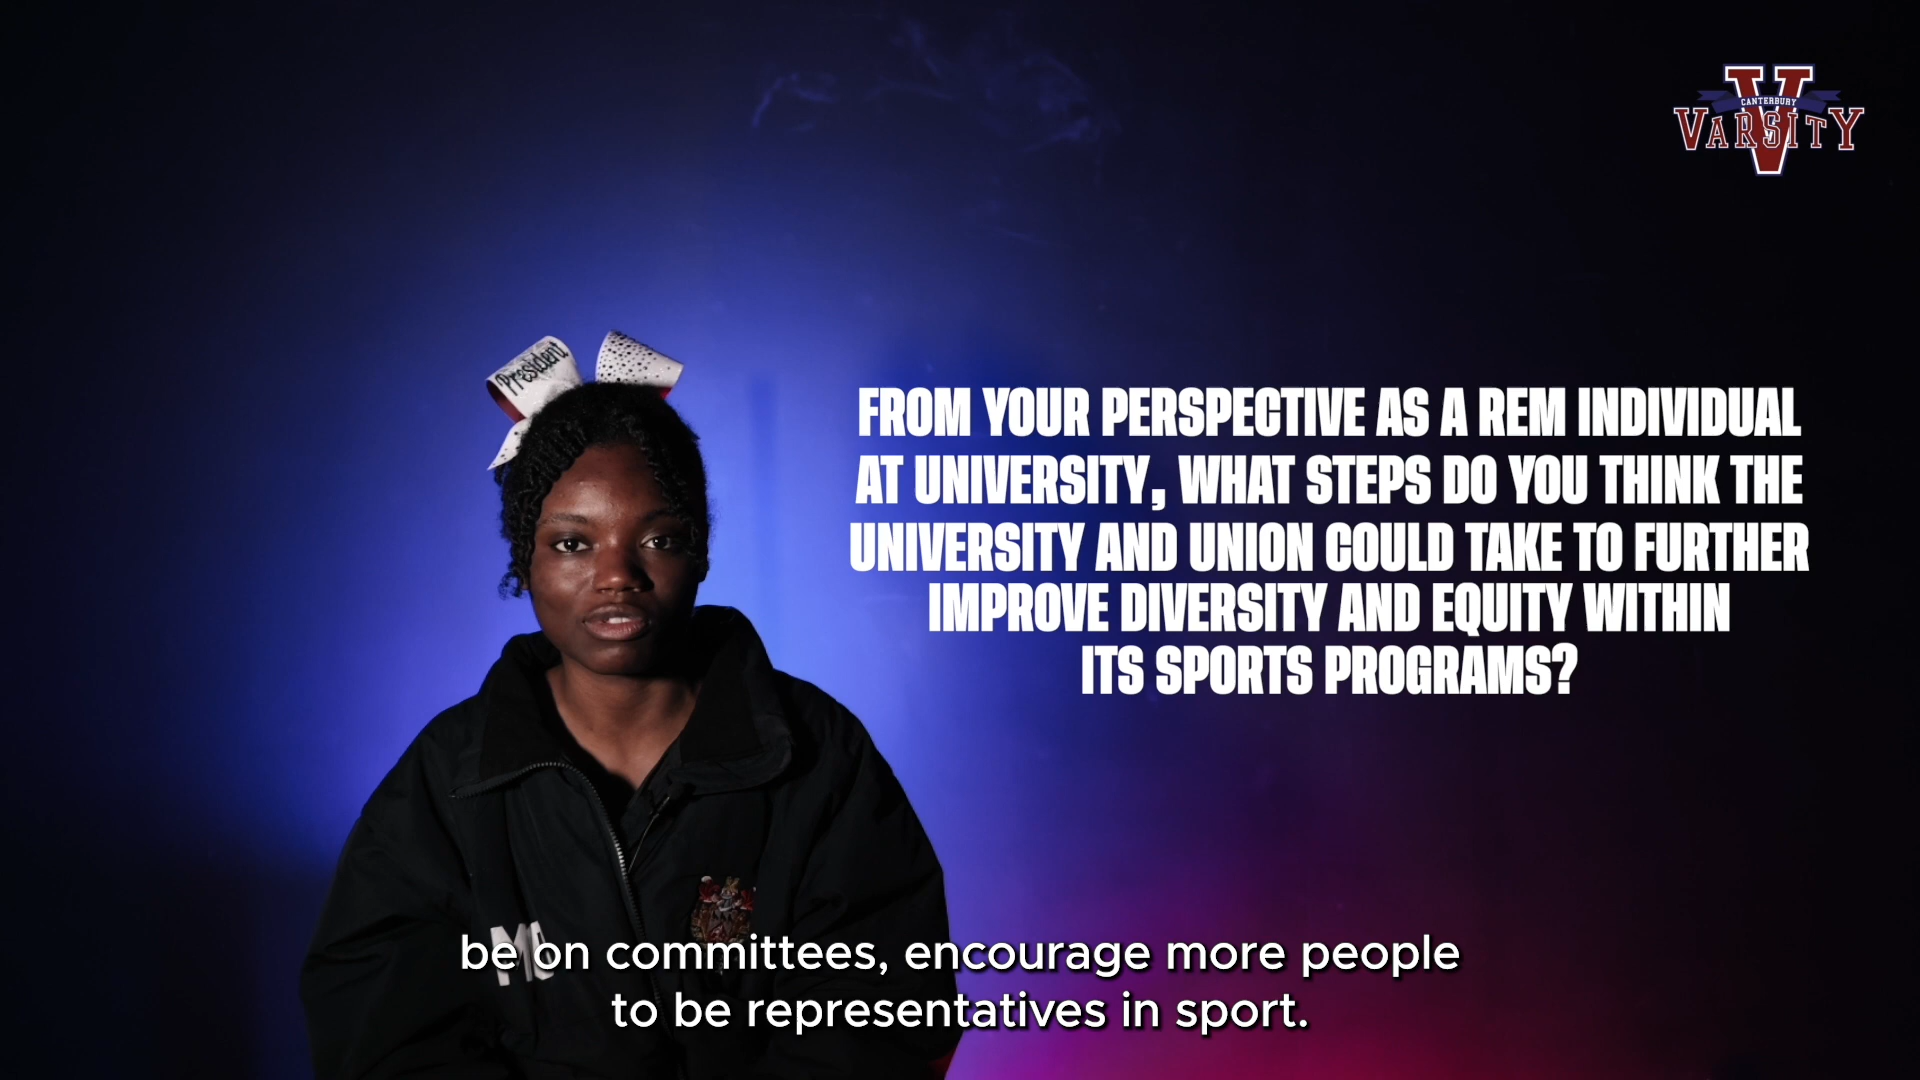 CANTERBURY
VARSITY
President
FROM YOUR PERSPECTIVE AS A REM INDIVIDUAL
AT UNIVERSITY, WHAT STEPS DO YOU THINK THE
UNIVERSITY AND UNION COULD TAKE TO FURTHER
IMPROVE DIVERSITY AND EQUITY WITHIN
ITS SPORTS PROGRAMS?
be on committees, encourage more people
to be representatives in sport.